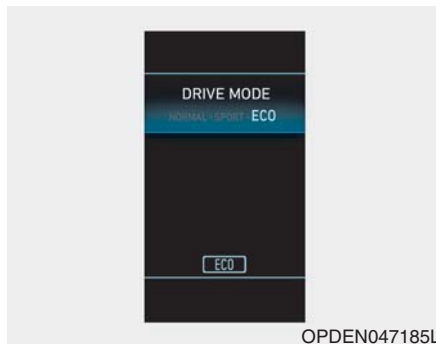 DRIVE MODE
NORMAL · SPORT · ECO
ECO
OPDEN047185L